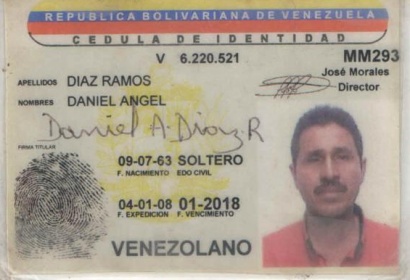 REPUBLICA BOLIVARIANA DE VENEZUELA
CEDULA DE IDENTIDAD
V 6.220.521 MM293
José Morales
Director
APELLIDOS DIAZ RAMOS
NOMBRES DANIEL ANGEL
Daniel A. Diaz. R
FIRMA TITULAR
09-07-63 SOLTERO
F. NACIMIENTO EDO CIVIL
04-01-08 01-2018
F. EXPEDICION F. VENCIMIENTO
VENEZOLANO